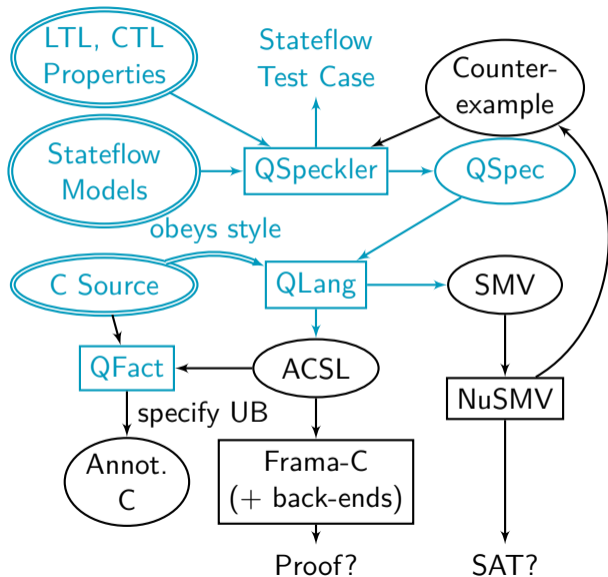 LTL, CTL
Properties
Stateflow
Test Case
Counter-
example
Stateflow
Models
QSpeckler
QSpec
obeys style
C Source
QLang
SMV
QFact
ACSL
NuSMV
specify UB
Annot.
C
Frama-C
(+ back-ends)
Proof?
SAT?